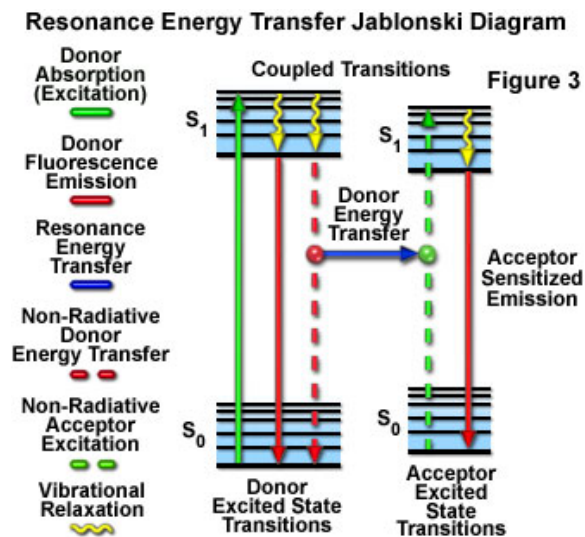 Resonance Energy Transfer Jablonski Diagram
Donor
Absorption
(Excitation)
Donor
Fluorescence
Emission
Resonance
Energy
Transfer
Non-Radiative
Donor
Energy Transfer
Non-Radiative
Acceptor
Excitation
Vibrational
Relaxation
Coupled Transitions
Figure 3
S1
S1
Donor
Energy
Transfer
Acceptor
Sensitized
Emission
S0
S0
Donor
Excited State
Transitions
Acceptor
Excited
State
Transitions